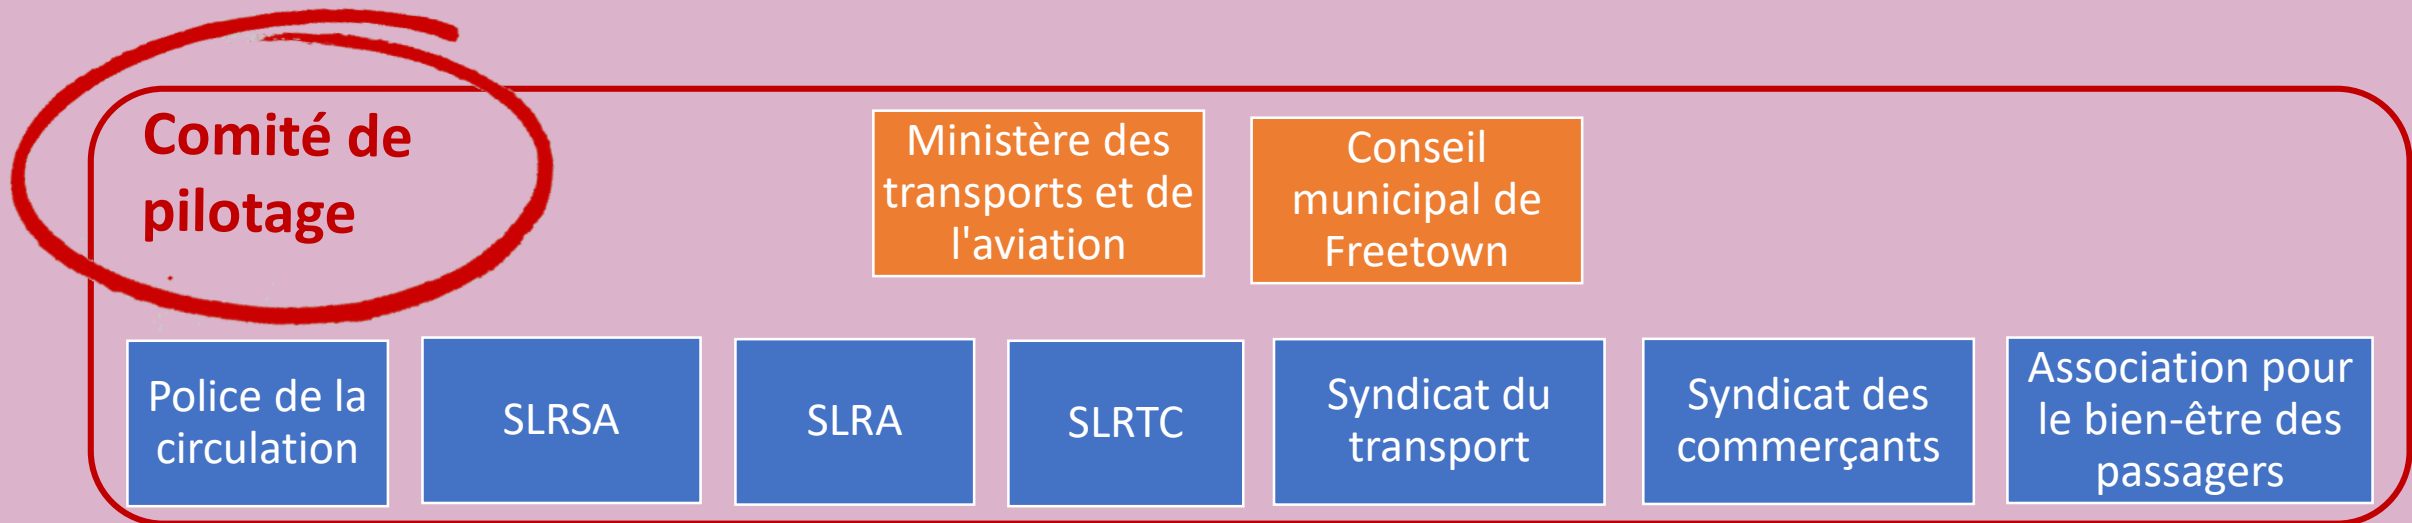 Comité de
pilotage
Ministère des
transports et de
l'aviation
Conseil
municipal de
Freetown
Police de la
circulation
SLRSA
SLRA
SLRTC
Syndicat du
transport
Syndicat des
commerçants
Association pour
le bien-être des
passagers